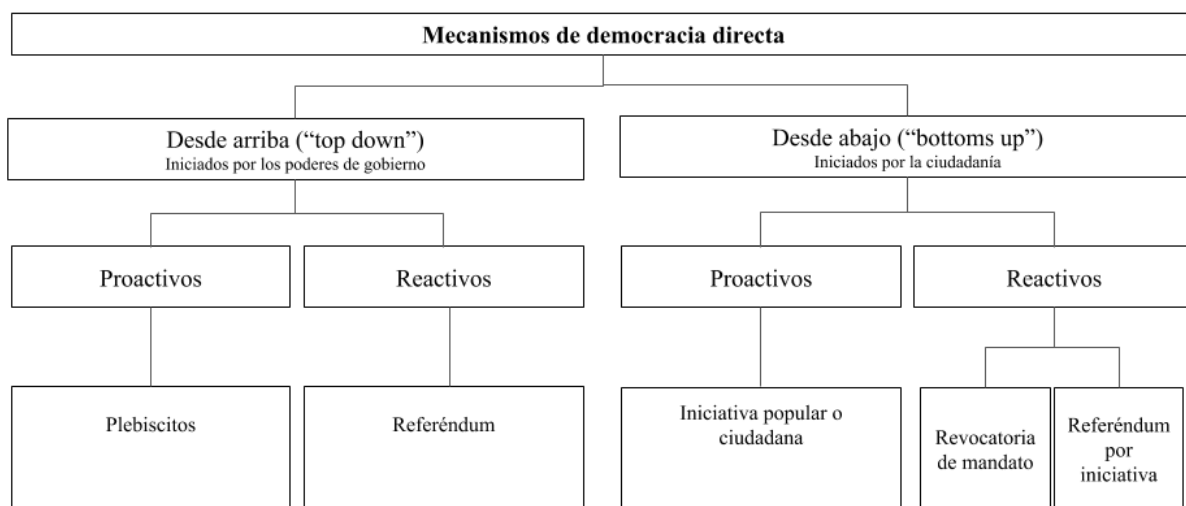 Mecanismos de democracia directa
Desde arriba (“top down”)
Iniciados por los poderes de gobierno
Desde abajo (“bottoms up”)
Iniciados por la ciudadanía
Proactivos
Reactivos
Proactivos
Reactivos
Plebiscitos
Referéndum
Iniciativa popular o
ciudadana
Revocatoria
de mandato
Referéndum
por
iniciativa